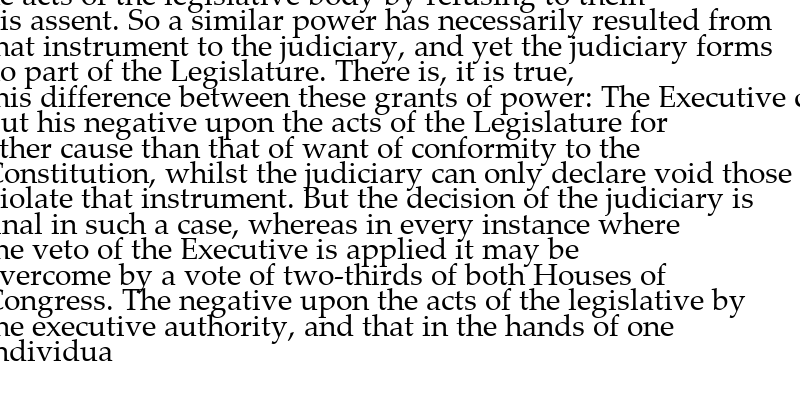 e acts of the legislative body by refusing to them
is assent. So a similar power has necessarily resulted from
hat instrument to the judiciary, and yet the judiciary forms
o part of the Legislature. There is, it is true,
his difference between these grants of power: The Executive c
ut his negative upon the acts of the Legislature for
ther cause than that of want of conformity to the
Constitution, whilst the judiciary can only declare void those
iolate that instrument. But the decision of the judiciary is
inal in such a case, whereas in every instance where
he veto of the Executive is applied it may be
vercome by a vote of two-thirds of both Houses of
Congress. The negative upon the acts of the legislative by
he executive authority, and that in the hands of one
ndividua